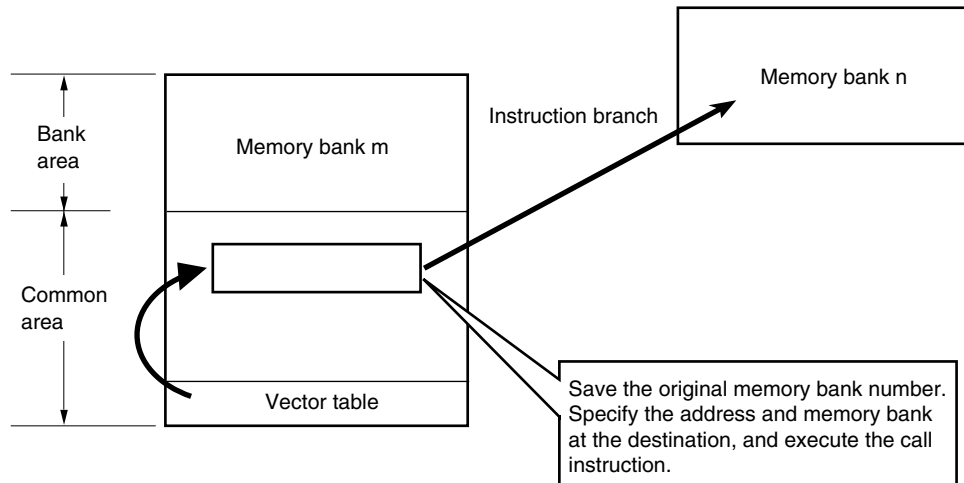 Memory bank n
Instruction branch
Bank
area
Memory bank m
Common
area
Vector table
Save the original memory bank number.
Specify the address and memory bank
at the destination, and execute the call
instruction.